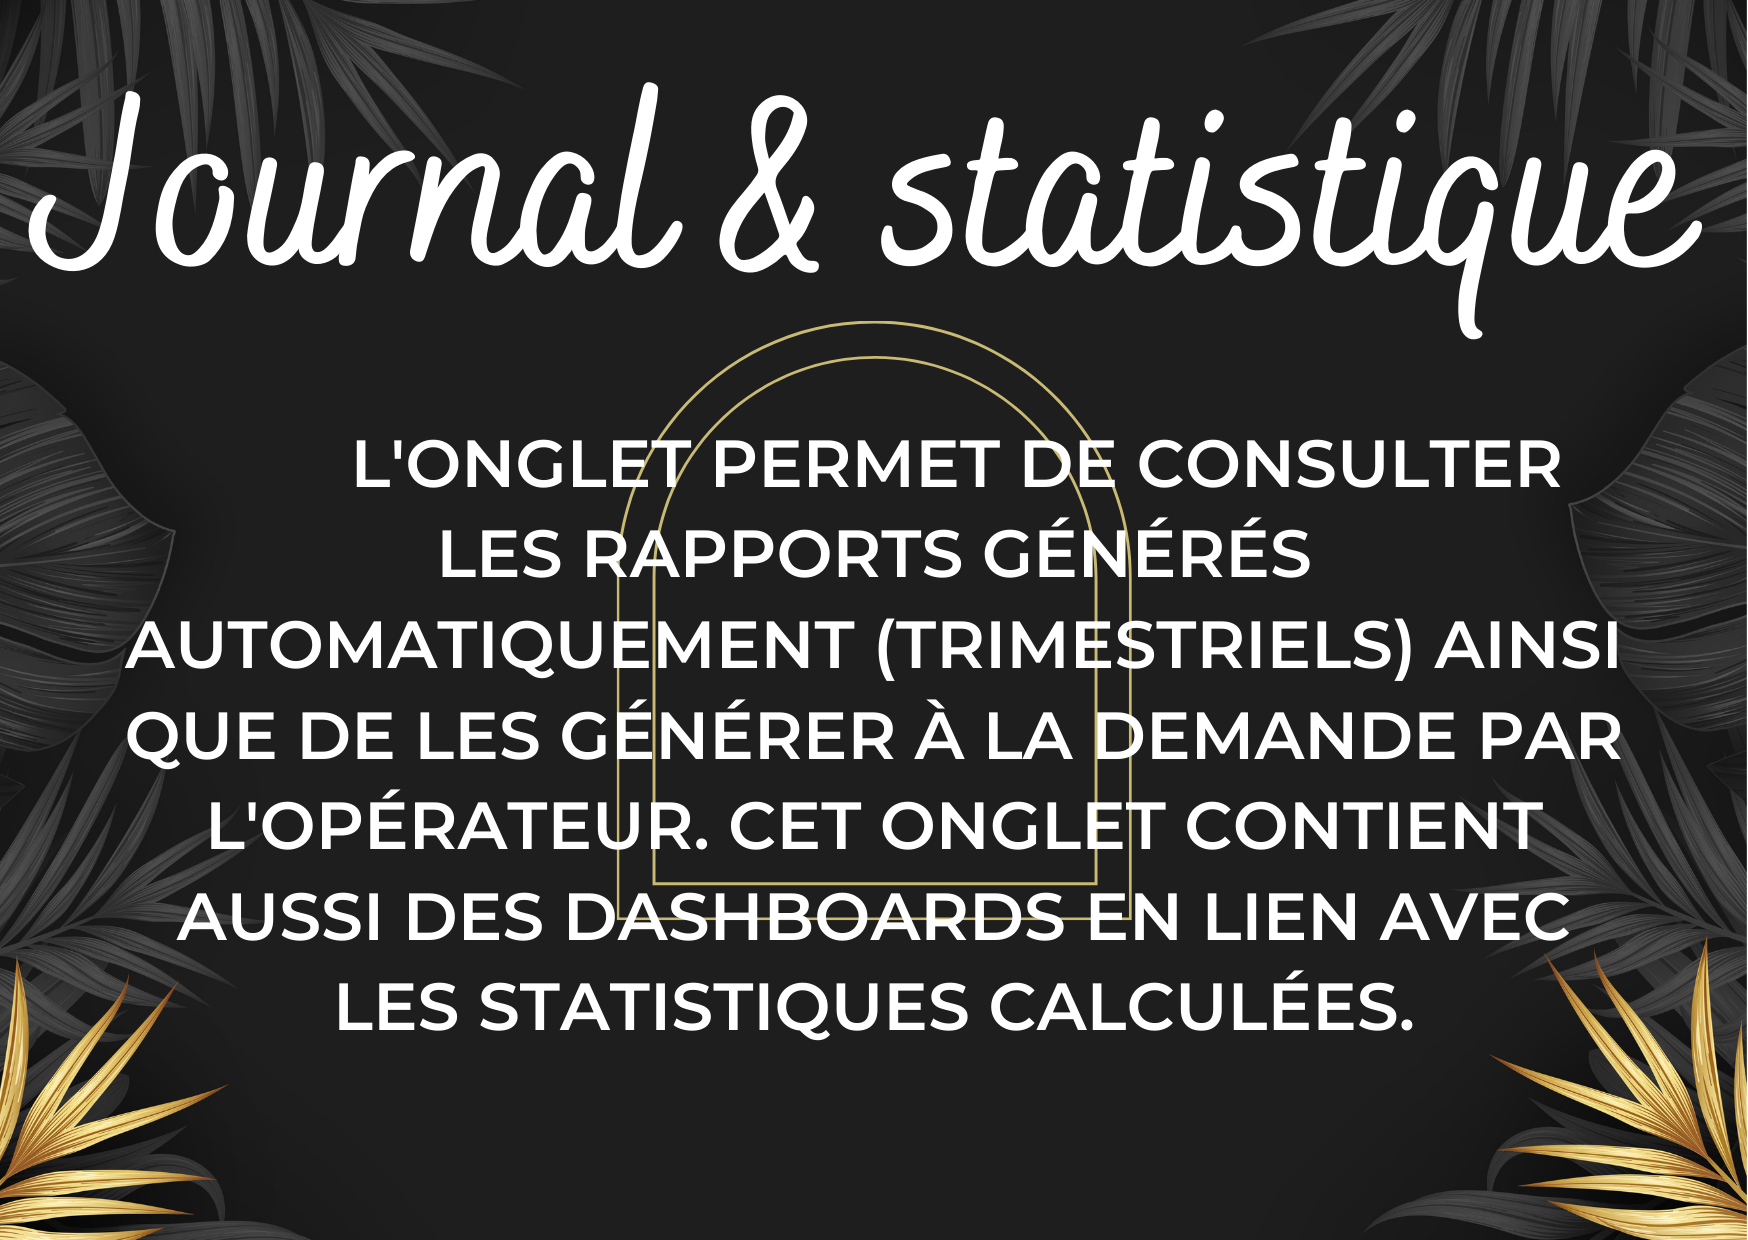 Journal & statistique
L'ONGLET PERMET DE CONSULTER
LES RAPPORTS GÉNÉRÉS
AUTOMATIQUEMENT (TRIMESTRIELS) AINSI
QUE DE LES GÉNÉRER À LA DEMANDE PAR
L'OPÉRATEUR. CET ONGLET CONTIENT
AUSSI DES DASHBOARDS EN LIEN AVEC
LES STATISTIQUES CALCULÉES.